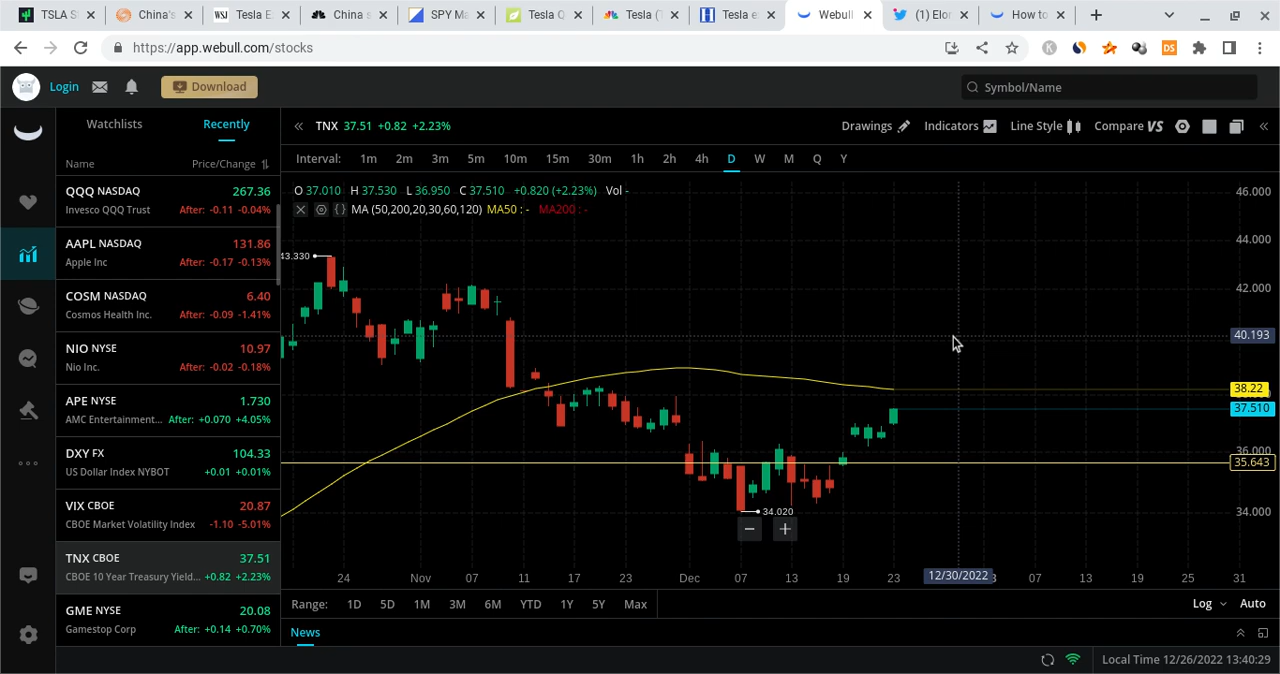 TSLA S
China's
WSJ Tesla E
China s
SPY Ma
Tesla Q
Tesla (T
Tesla e
Webull
(1) Elor
How to
https://app.webull.com/stocks
K
DS
Login
Download
Symbol/Name
Watchlists
Recently
Name
Price/Change
QQQ NASDAQ 267.36
Invesco QQQ Trust After: -0.11 -0.04%
AAPL NASDAQ 131.86
Apple Inc After: -0.17 -0.13%
COSM NASDAQ 6.40
Cosmos Health Inc. After: -0.09 -1.41%
NIO NYSE 10.97
Nio Inc. After: -0.02 -0.18%
APE NYSE 1.730
AMC Entertainment... After: +0.070 +4.05%
DXY FX 104.33
US Dollar Index NYBOT +0.01 +0.01%
VIX CBOE 20.87
CBOE Market Volatility Index -1.10 -5.01%
TNX CBOE 37.51
CBOE 10 Year Treasury Yield... +0.82 +2.23%
GME NYSE 20.08
Gamestop Corp After: +0.14 +0.70%
TNX 37.51 +0.82 +2.23%
Drawings
Indicators
Line Style
Compare VS
Interval: 1m 2m 3m 5m 10m 15m 30m 1h 2h 4h D W M Q Y
O 37.010 H 37.530 L 36.950 C 37.510 +0.820 (+2.23%) Vol -
{} MA (50,200,20,30,60,120) MA50 : - MA200 : -
46.000
44.000
43.330
42.000
40.193
38.22
37.510
36.000
35.643
34.000
34.020
24 Nov 07 11 17 23 Dec 07 13 19 23 12/30/2022 3 07 13 19 25 31
Range: 1D 5D 1M 3M 6M YTD 1Y 5Y Max
Log
Auto
News
Local Time 12/26/2022 13:40:29